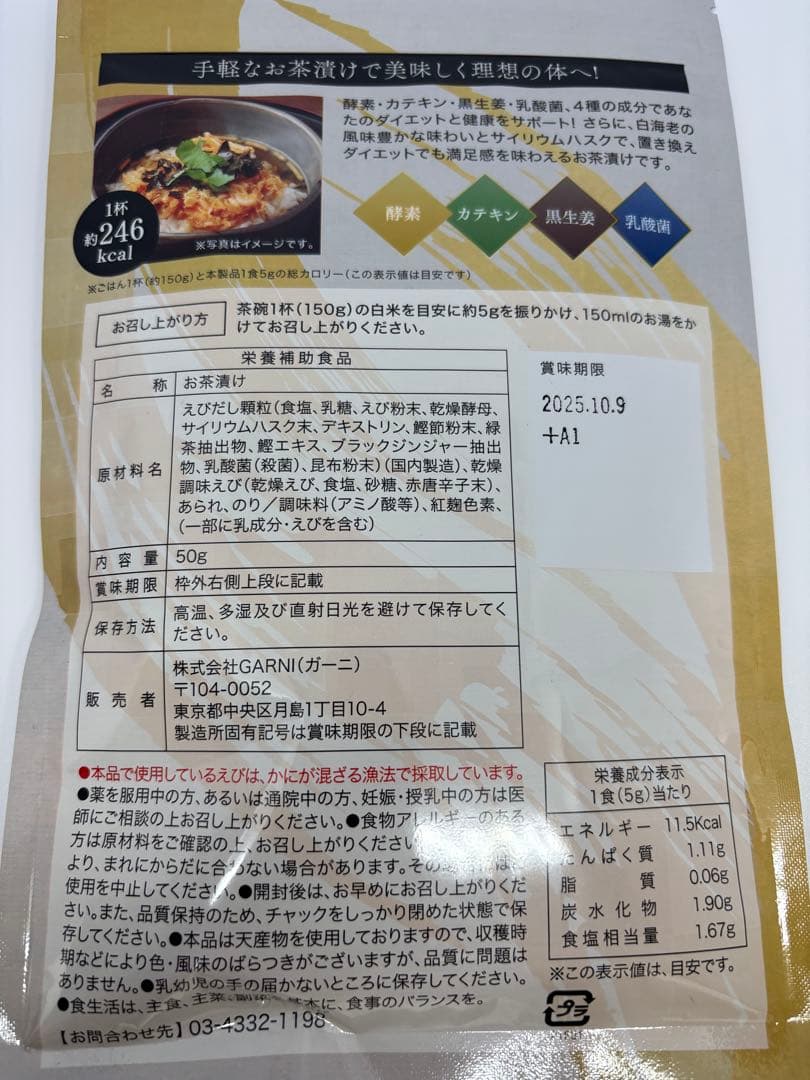 手軽なお茶漬けで美味しく理想の体へ!
酵素・カテキン・黒生姜・乳酸菌、4種の成分であな
たのダイエットと健康をサポート! さらに、白海老の
風味豊かな味わいとサイリウムハスクで、置き換え
ダイエットでも満足感を味わえるお茶漬けです。
1杯
約246
kcal
※写真はイメージです。
酵素
カテキン
黒生姜
乳酸菌
※ごはん1杯(約150g)と本製品1食5gの総カロリー(この表示値は目安です)
お召し上がり方
茶碗1杯(150g)の白米を目安に約5gを振りかけ、150mlのお湯をか
けてお召し上がりください。
栄養補助食品
名 称 お茶漬け
原材料名
えびだし顆粒(食塩、乳糖、えび粉末、乾燥酵母、
サイリウムハスク末、デキストリン、鰹節粉末、緑
茶抽出物、鰹エキス、ブラックジンジャー抽出
物、乳酸菌(殺菌)、昆布粉末)(国内製造)、乾燥
調味えび(乾燥えび、食塩、砂糖、赤唐辛子末)、
あられ、のり/調味料(アミノ酸等)、紅麹色素、
(一部に乳成分・えびを含む)
内容量 50g
賞味期限 枠外右側上段に記載
保存方法
高温、多湿及び直射日光を避けて保存してく
ださい。
販売者
株式会社GARNI(ガーニ)
〒104-0052
東京都中央区月島1丁目10-4
製造所固有記号は賞味期限の下段に記載
賞味期限
2025.10.9
+A1
●本品で使用しているえびは、かにが混ざる漁法で採取しています。
●薬を服用中の方、あるいは通院中の方、妊娠・授乳中の方は医
師にご相談の上お召し上がりください。●食物アレルギーのある
方は原材料をご確認の上、お召し上がりくだ
より、まれにからだに合わない場合があります。その
使用を中止してください。●開封後は、お早めにお召し上がりくだ
さい。また、品質保持のため、チャックをしっかり閉めた状態で保
存してください。●本品は天産物を使用しておりますので、収穫時
期などにより色・風味のばらつきがございますが、品質に問題は
ありません。●乳幼児の手の届かないところに保存してください。
●食生活は、主食、主菜、副菜を基本に、食事のバランスを。
【お問合わせ先】03-4332-1198
栄養成分表示
1食(5g)当たり
エネルギー 11.5Kcal
たんぱく質 1.11g
脂 質 0.06g
炭水化物 1.90g
食塩相当量 1.67g
※この表示値は、目安です。
プラ